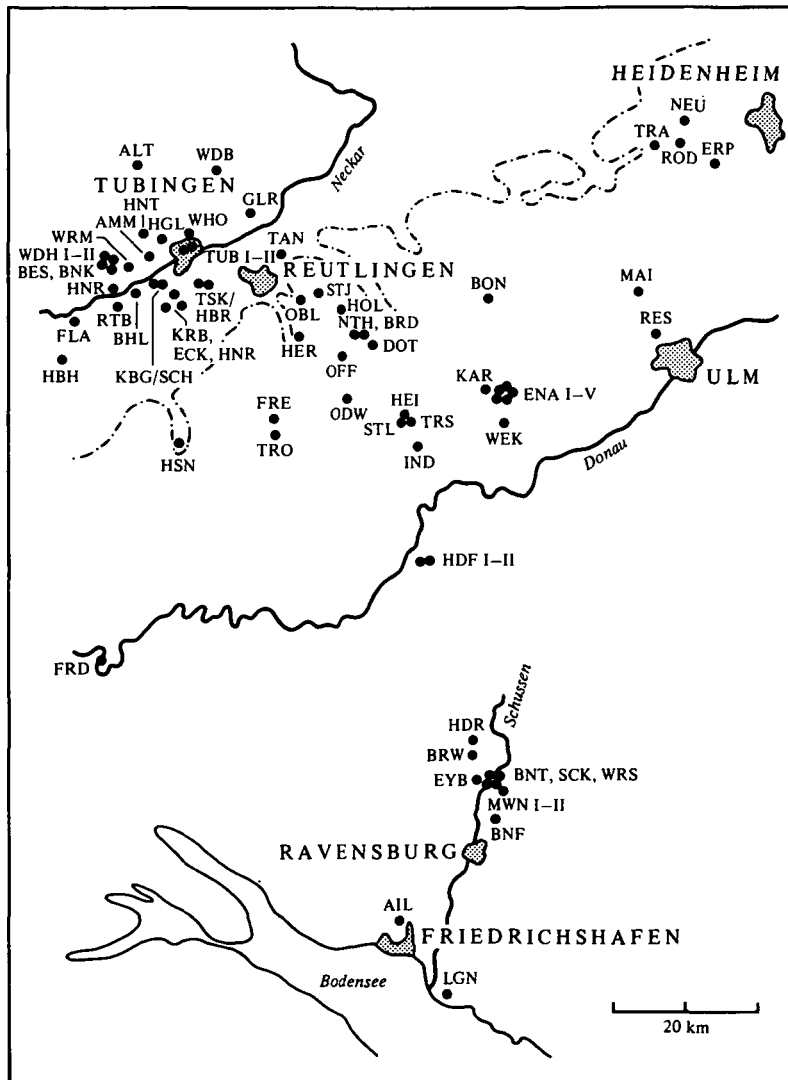 HEIDENHEIM
NEU
TRA
ROD
ERP
ALT
WDB
Neckar
TUBINGEN
HNT
GLR
AMM
HGL
WHO
WRM
TAN
WDH I–II
TUB I–II
BES, BNK
REUTLINGEN
HNR
BON
MAI
STJ
TSK/
HBR
OBL
HOL
RTB
FLA
BHL
KRB,
ECK, HNR
NTH, BRD
RES
HER
DOT
HBH
KBG/SCH
OFF
ULM
KAR
ENA I–V
FRE
ODW
HEI
STL
TRS
WEK
TRO
IND
HSN
Donau
HDF I–II
FRD
Schussen
HDR
BRW
EYB
BNT, SCK, WRS
MWN I–II
BNF
RAVENSBURG
AIL
FRIEDRICHSHAFEN
Bodensee
LGN
20 km